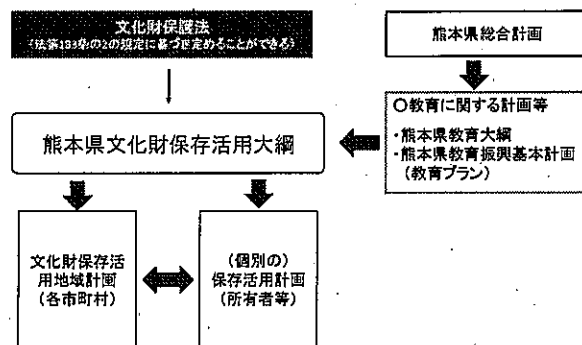 文化財保護法
(法第183条の2の規定に基づき定めることができる)
熊本県総合計画
〇教育に関する計画等
・熊本県教育大綱
・熊本県教育振興基本計画
(教育プラン)
熊本県文化財保存活用大綱
文化財保存活
用地域計画
(各市町村)
(個別の)
保存活用計画
(所有者等)